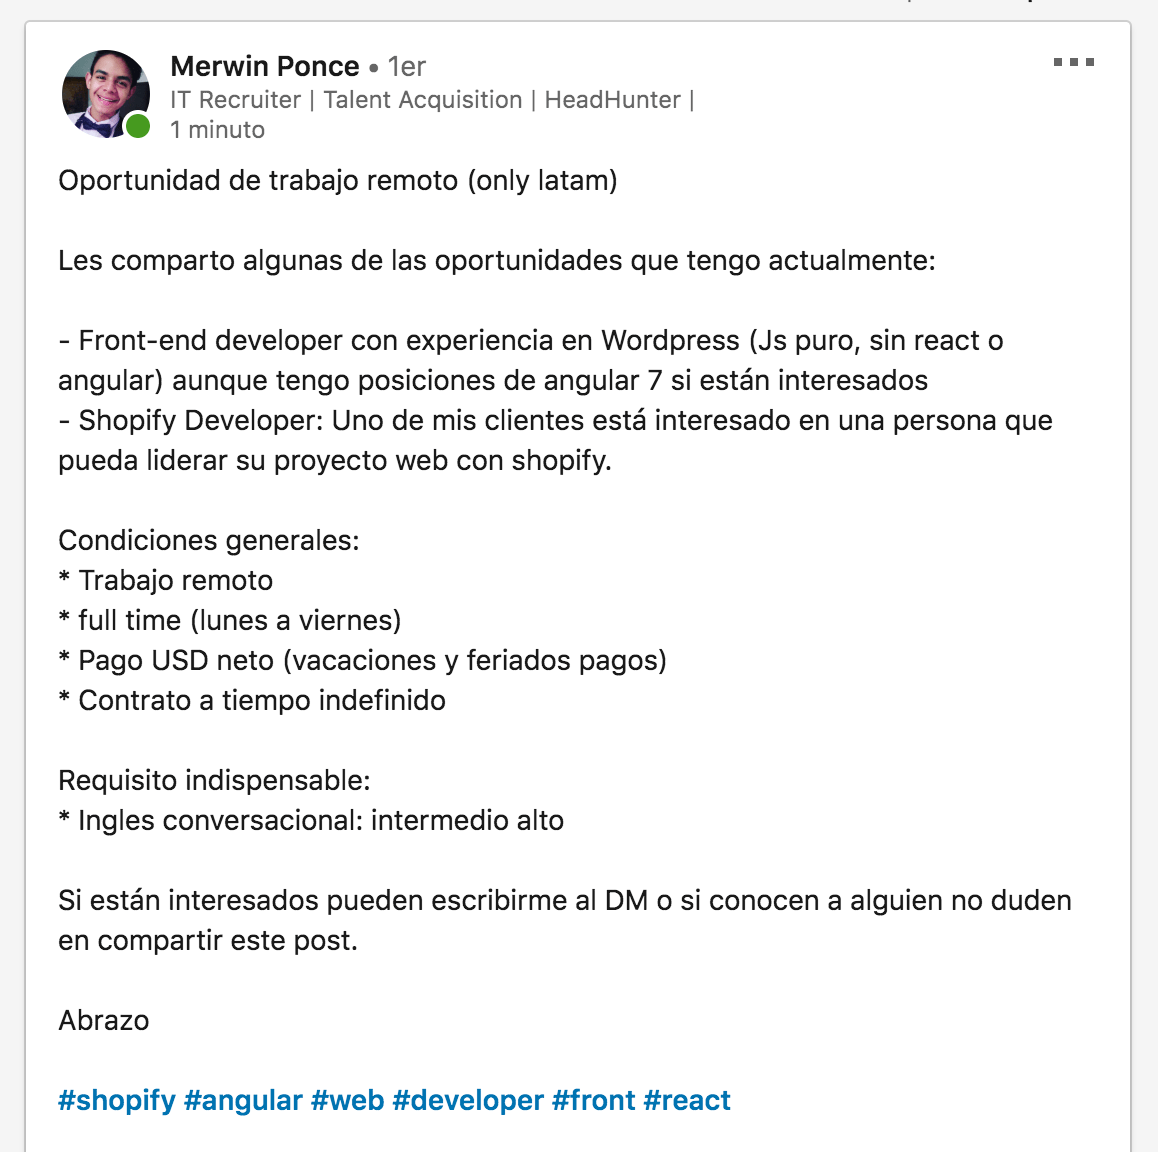 Merwin Ponce • 1er
IT Recruiter | Talent Acquisition | HeadHunter |
1 minuto
Oportunidad de trabajo remoto (only latam)
Les comparto algunas de las oportunidades que tengo actualmente:
- Front-end developer con experiencia en Wordpress (Js puro, sin react o
angular) aunque tengo posiciones de angular 7 si están interesados
- Shopify Developer: Uno de mis clientes está interesado en una persona que
pueda liderar su proyecto web con shopify.
Condiciones generales:
* Trabajo remoto
* full time (lunes a viernes)
* Pago USD neto (vacaciones y feriados pagos)
* Contrato a tiempo indefinido
Requisito indispensable:
* Ingles conversacional: intermedio alto
Si están interesados pueden escribirme al DM o si conocen a alguien no duden
en compartir este post.
Abrazo
#shopify #angular #web #developer #front #react